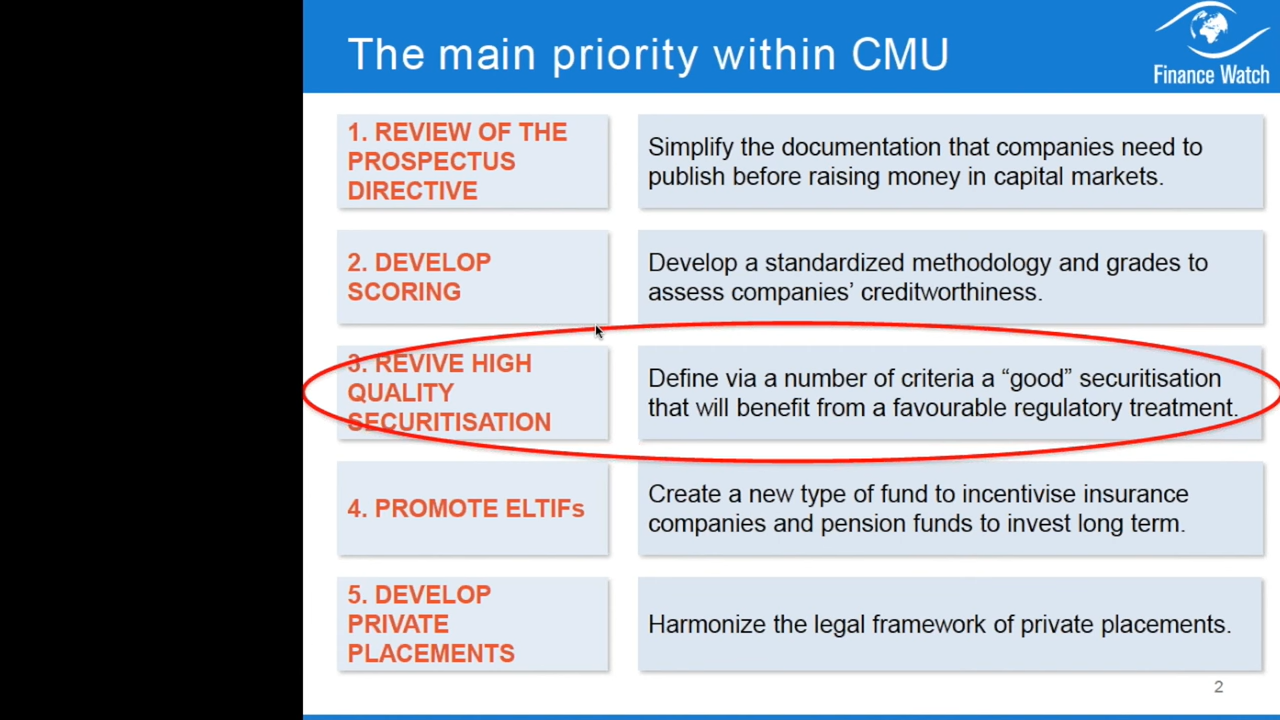 The main priority within CMU
Finance Watch
1. REVIEW OF THE
PROSPECTUS
DIRECTIVE
Simplify the documentation that companies need to
publish before raising money in capital markets.
2. DEVELOP
SCORING
Develop a standardized methodology and grades to
assess companies’ creditworthiness.
3. REVIVE HIGH
QUALITY
SECURITISATION
Define via a number of criteria a “good” securitisation
that will benefit from a favourable regulatory treatment.
4. PROMOTE ELTIFs
Create a new type of fund to incentivise insurance
companies and pension funds to invest long term.
5. DEVELOP
PRIVATE
PLACEMENTS
Harmonize the legal framework of private placements.
2